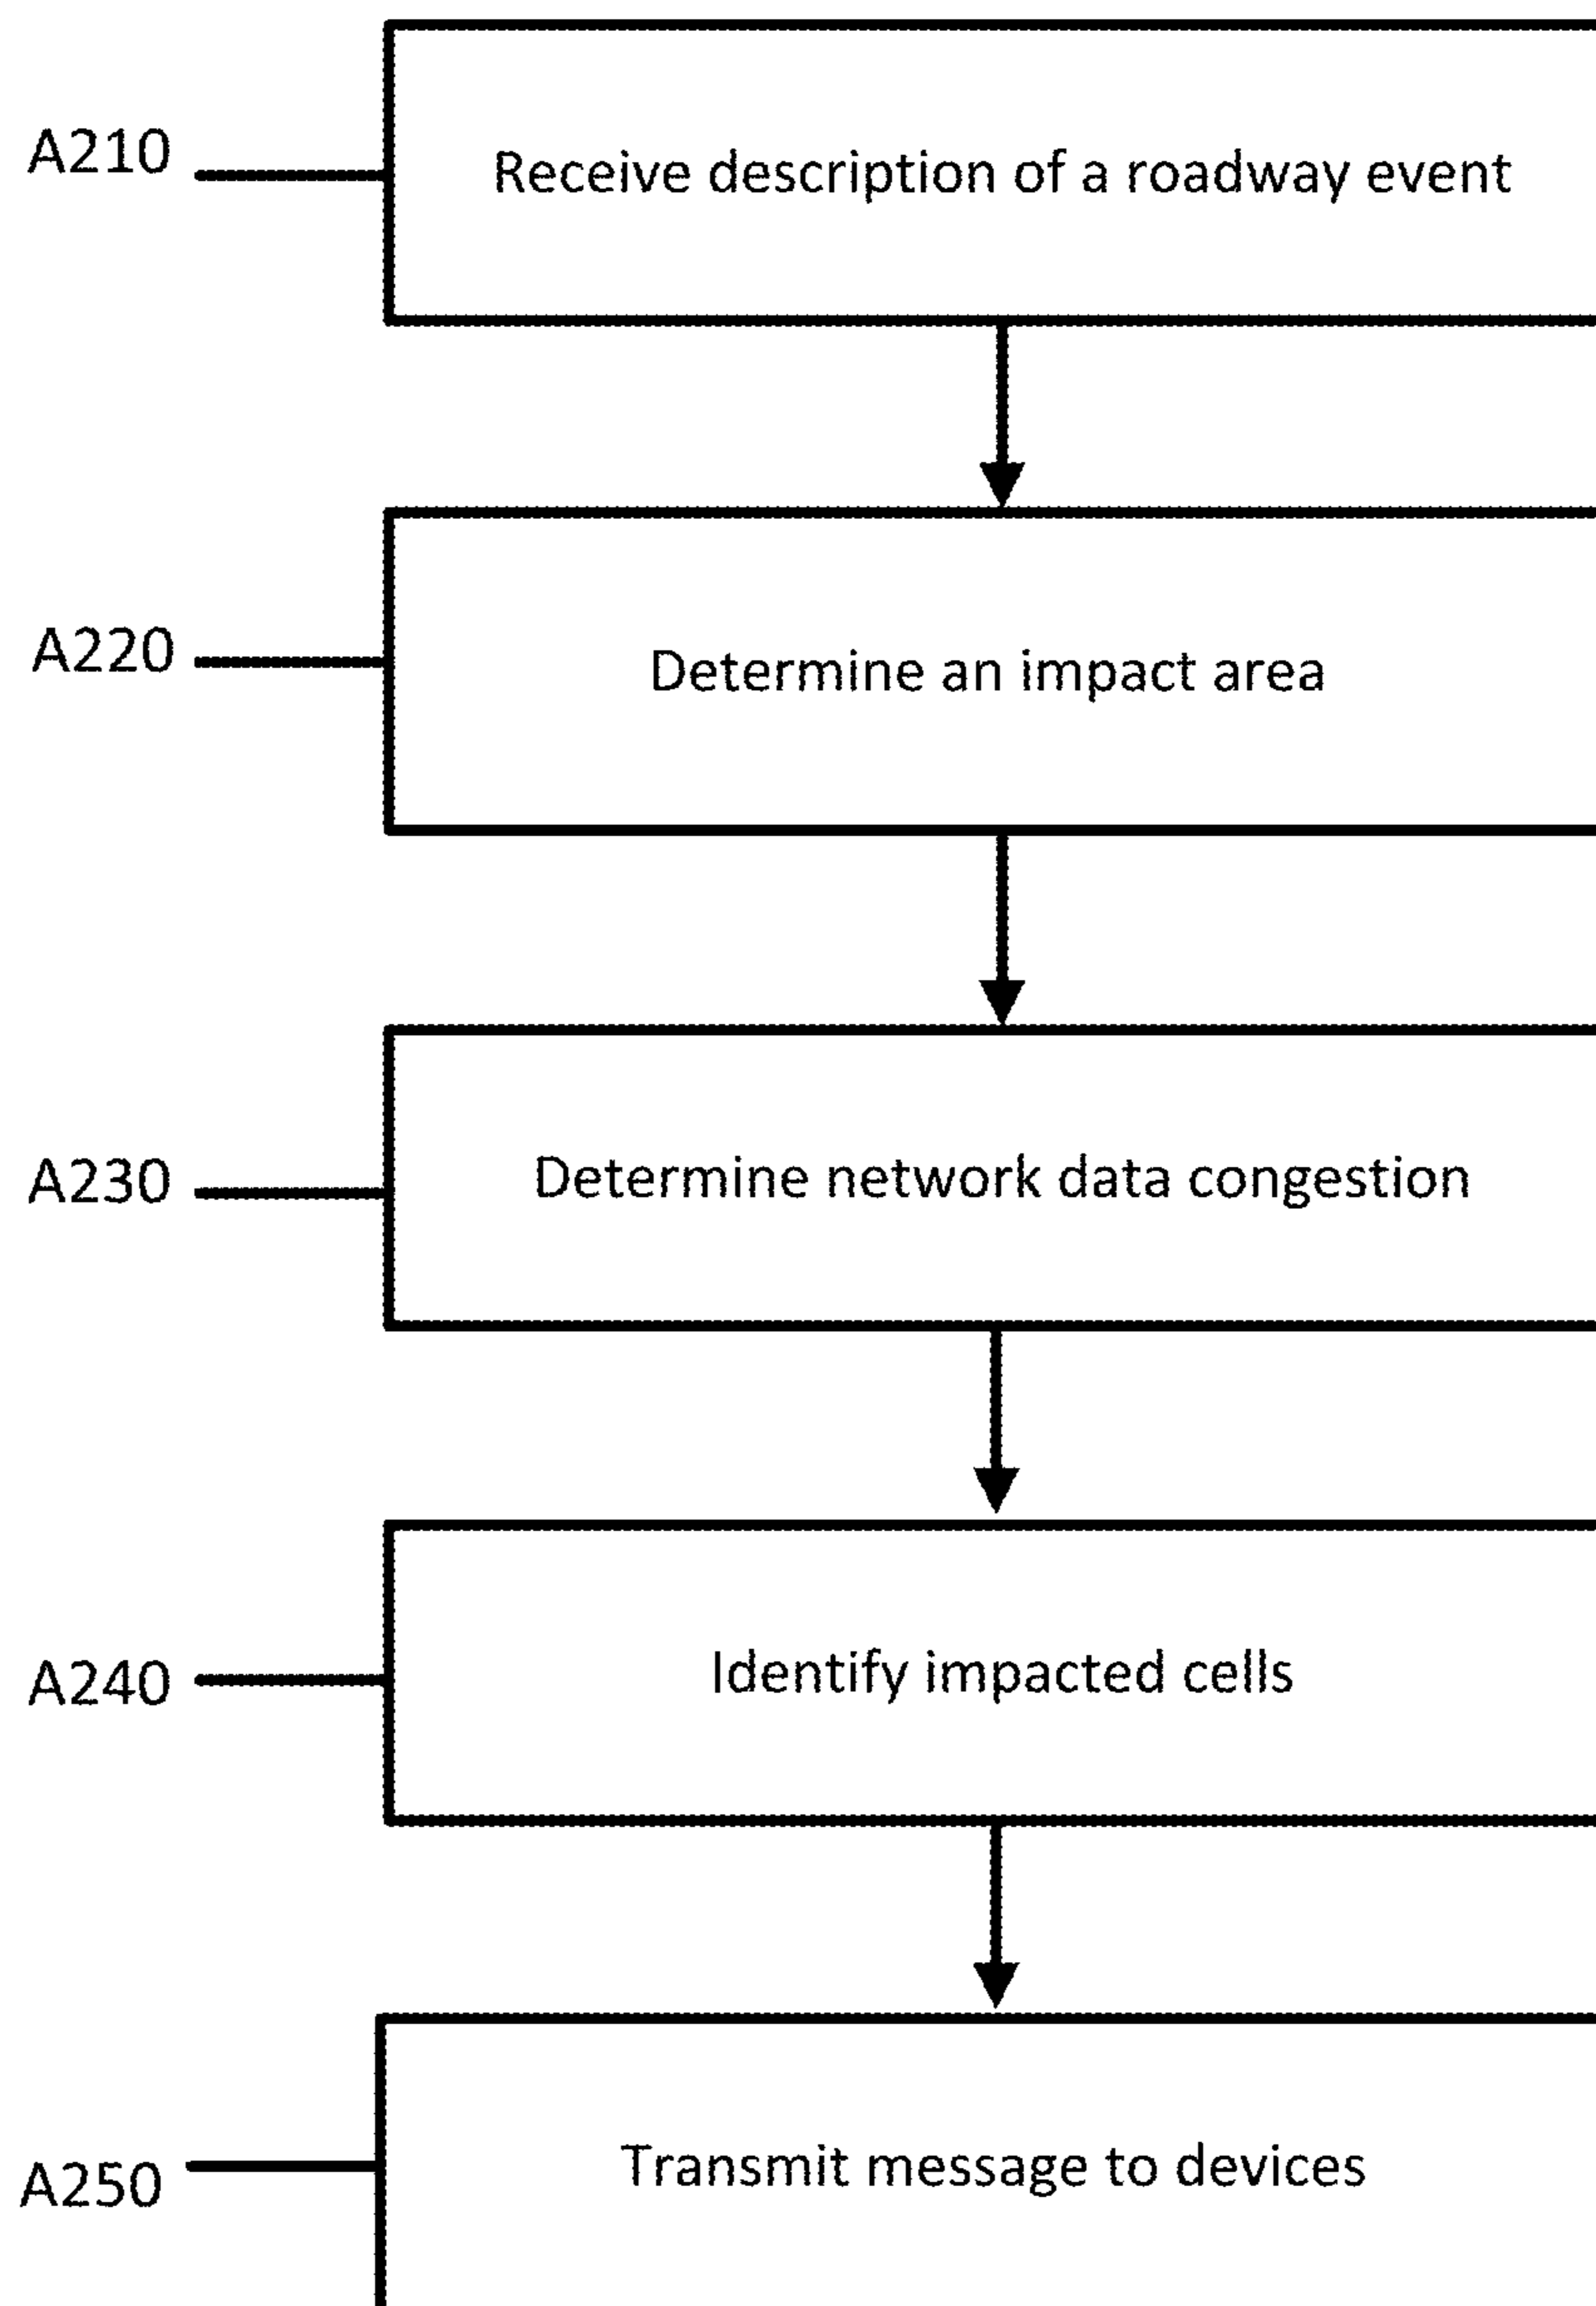 A210
Receive description of a roadway event
A220
Determine an impact area
A230
Determine network data congestion
A240
Identify impacted cells
A250
Transmit message to devices